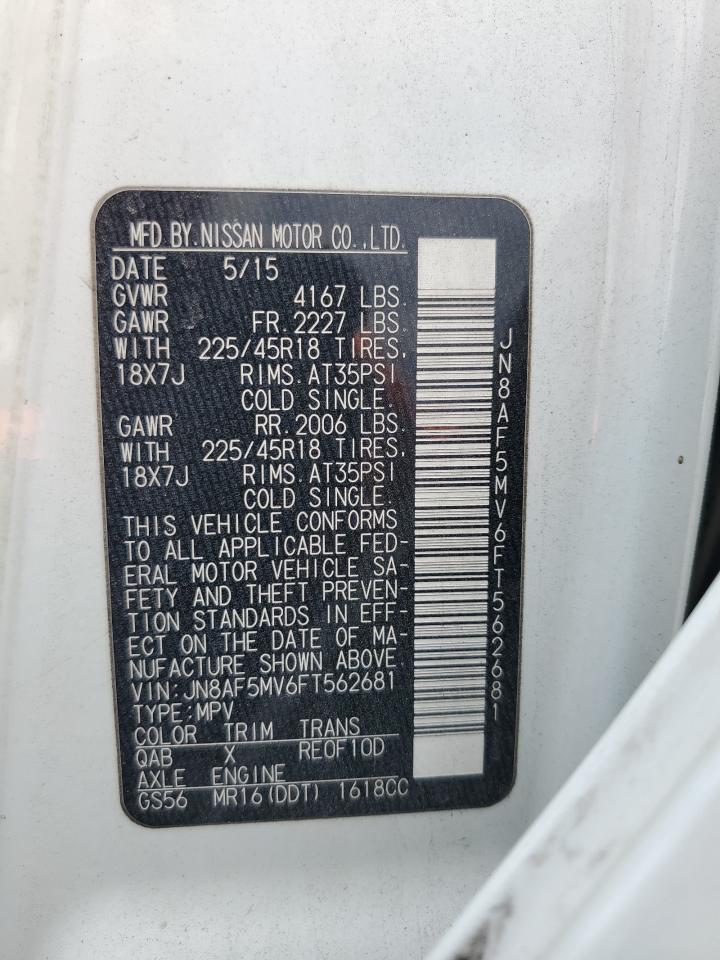 MFD BY.NISSAN MOTOR CO.,LTD.
DATE 5/15
GVWR 4167 LBS.
GAWR FR.2227 LBS.
WITH 225/45R18 TIRES,
18X7J RIMS.AT35PSI
COLD SINGLE.
GAWR RR.2006 LBS.
WITH 225/45R18 TIRES,
18X7J RIMS.AT35PSI
COLD SINGLE.
THIS VEHICLE CONFORMS
TO ALL APPLICABLE FED-
ERAL MOTOR VEHICLE SA-
FETY AND THEFT PREVEN-
TION STANDARDS IN EFF-
ECT ON THE DATE OF MA-
NUFACTURE SHOWN ABOVE
VIN:JN8AF5MV6FT562681
TYPE:MPV
COLOR TRIM TRANS
QAB X RE0F10D
AXLE ENGINE
GS56 MR16(DDT) 1618CC
JN8AF5MV6FT562681